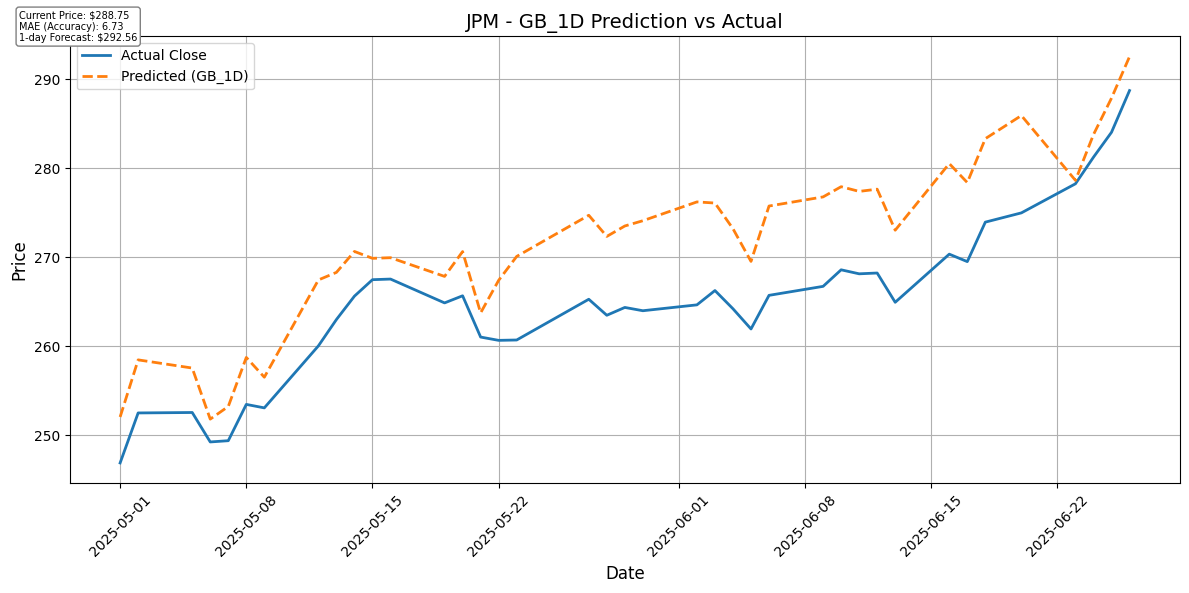 JPM - GB_1D Prediction vs Actual
Current Price: $288.75
MAE (Accuracy): 6.73
1-day Forecast: $292.56
Actual Close
Predicted (GB_1D)
Price
290
280
270
260
250
2025-05-01
2025-05-08
2025-05-15
2025-05-22
2025-06-01
2025-06-08
2025-06-15
2025-06-22
Date